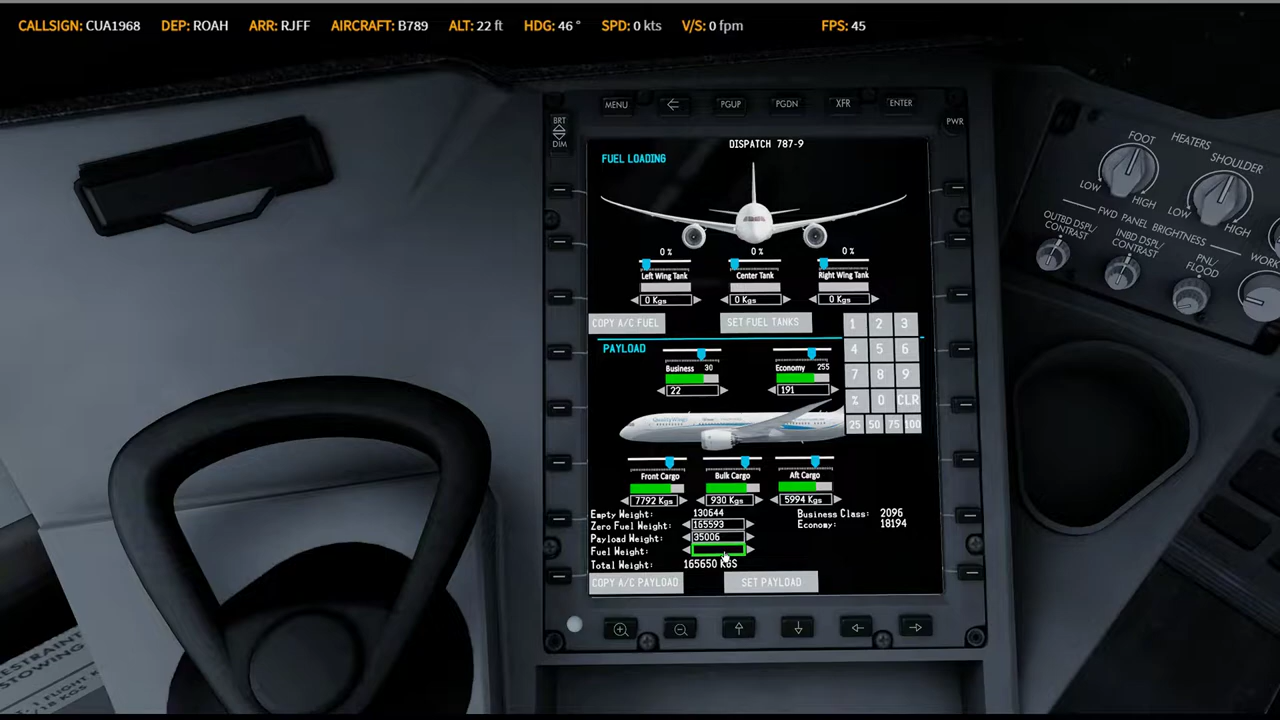 CALLSIGN: CUA1968 DEP: ROAH ARR: RJFF AIRCRAFT: B789 ALT: 22 ft HDG: 46 ° SPD: 0 kts V/S: 0 fpm FPS: 45
MENU PGUP PGDN XFR ENTER
BRT
DIM
PWR
DISPATCH 787-9
FUEL LOADING
0 % 0 % 0 %
Left Wing Tank Center Tank Right Wing Tank
0 Kgs 0 Kgs 0 Kgs
COPY A/C FUEL SET FUEL TANKS
1 2 3
4 5 6
7 8 9
% 0 CLR
25 50 75 100
PAYLOAD
Business 30 Economy 255
22 191
Front Cargo Bulk Cargo Aft Cargo
7792 Kgs 930 Kgs 5994 Kgs
Empty Weight: 130644 Business Class: 2096
Zero Fuel Weight: 165593 Economy: 18194
Payload Weight: 35006
Fuel Weight:
Total Weight: 165650 KGS
COPY A/C PAYLOAD SET PAYLOAD
HEATERS
FOOT SHOULDER
LOW HIGH LOW HIGH
FWD PANEL BRIGHTNESS
OUTBD DSPL/
CONTRAST
INBD DSPL/
CONTRAST
PNL/
FLOOD
WORK
STOWING